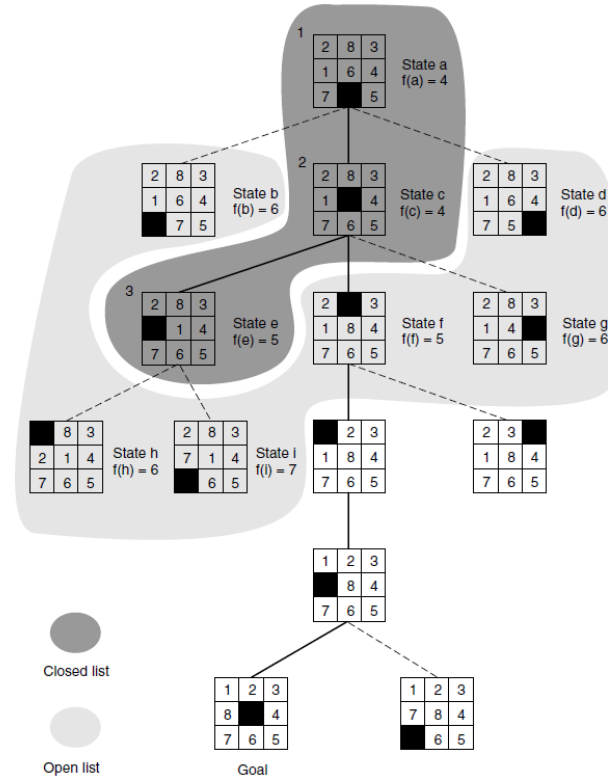 1
2 8 3
1 6 4
7 5
State a
f(a) = 4
2 8 3
1 6 4
7 5
State b
f(b) = 6
2
2 8 3
1 4
7 6 5
State c
f(c) = 4
2 8 3
1 6 4
7 5
State d
f(d) = 6
3
2 8 3
1 4
7 6 5
State e
f(e) = 5
2 3
1 8 4
7 6 5
State f
f(f) = 5
2 8 3
1 4
7 6 5
State g
f(g) = 6
8 3
2 1 4
7 6 5
State h
f(h) = 6
2 8 3
7 1 4
6 5
State i
f(i) = 7
2 3
1 8 4
7 6 5
2 3
1 8 4
7 6 5
1 2 3
8 4
7 6 5
Closed list
1 2 3
8 4
7 6 5
Goal
1 2 3
7 8 4
6 5
Open list